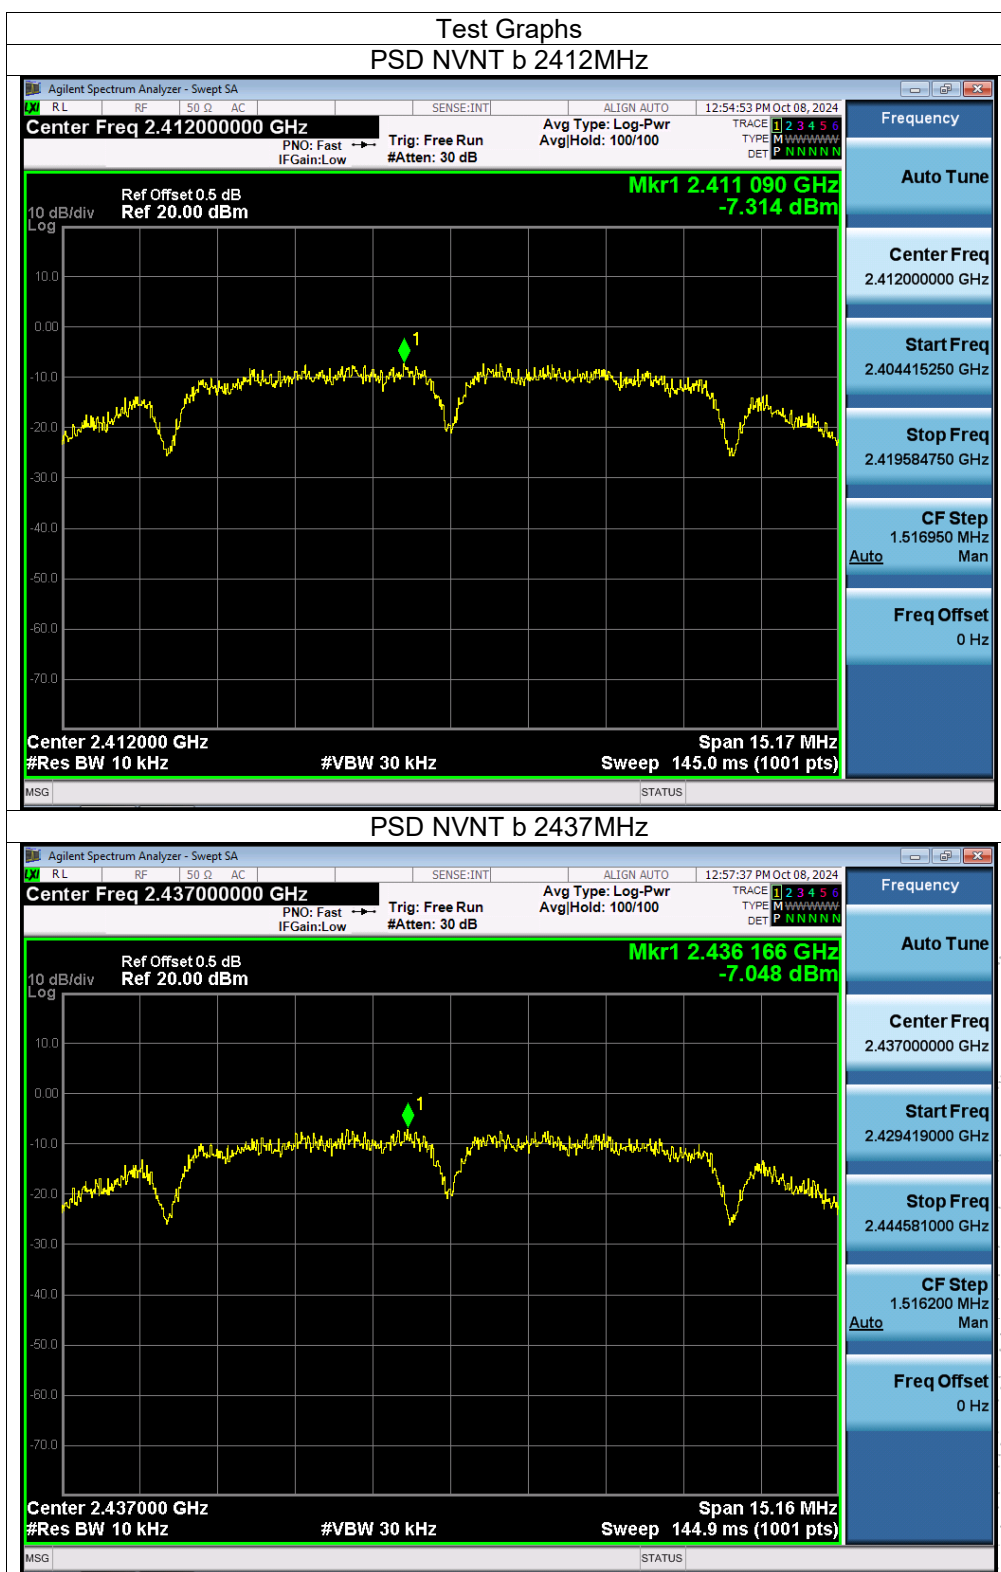 Test Graphs
PSD NVNT b 2412MHz
Agilent Spectrum Analyzer - Swept SA
LXI RL RF 50 Ω AC SENSE:INT ALIGN AUTO 12:54:53 PM Oct 08, 2024
Center Freq 2.412000000 GHz
PNO: Fast
IFGain:Low
Trig: Free Run
#Atten: 30 dB
Avg Type: Log-Pwr
Avg|Hold: 100/100
TRACE 1 2 3 4 5 6
TYPE M W W W W W
DET P N N N N N
Frequency
Auto Tune
Center Freq
2.412000000 GHz
Start Freq
2.404415250 GHz
Stop Freq
2.419584750 GHz
CF Step
1.516950 MHz
Auto Man
Freq Offset
0 Hz
Mkr1 2.411 090 GHz
-7.314 dBm
Ref Offset 0.5 dB
10 dB/div Ref 20.00 dBm
Log
10.0
0.00
1
-10.0
-20.0
-30.0
-40.0
-50.0
-60.0
-70.0
Center 2.412000 GHz Span 15.17 MHz
#Res BW 10 kHz #VBW 30 kHz Sweep 145.0 ms (1001 pts)
MSG STATUS
PSD NVNT b 2437MHz
Agilent Spectrum Analyzer - Swept SA
LXI RL RF 50 Ω AC SENSE:INT ALIGN AUTO 12:57:37 PM Oct 08, 2024
Center Freq 2.437000000 GHz
PNO: Fast
IFGain:Low
Trig: Free Run
#Atten: 30 dB
Avg Type: Log-Pwr
Avg|Hold: 100/100
TRACE 1 2 3 4 5 6
TYPE M W W W W W
DET P N N N N N
Frequency
Auto Tune
Center Freq
2.437000000 GHz
Start Freq
2.429419000 GHz
Stop Freq
2.444581000 GHz
CF Step
1.516200 MHz
Auto Man
Freq Offset
0 Hz
Mkr1 2.436 166 GHz
-7.048 dBm
Ref Offset 0.5 dB
10 dB/div Ref 20.00 dBm
Log
10.0
0.00
1
-10.0
-20.0
-30.0
-40.0
-50.0
-60.0
-70.0
Center 2.437000 GHz Span 15.16 MHz
#Res BW 10 kHz #VBW 30 kHz Sweep 144.9 ms (1001 pts)
MSG STATUS